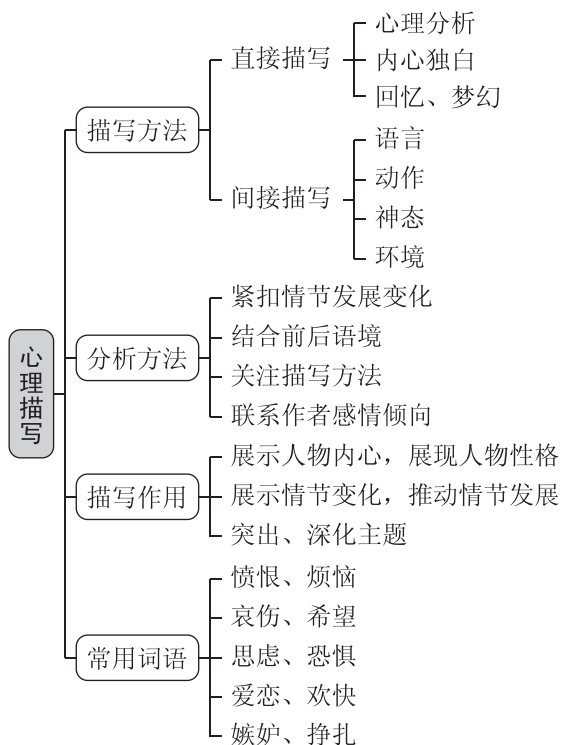 心理描写
描写方法
直接描写
心理分析
内心独白
回忆、梦幻
间接描写
语言
动作
神态
环境
分析方法
紧扣情节发展变化
结合前后语境
关注描写方法
联系作者感情倾向
描写作用
展示人物内心，展现人物性格
展示情节变化，推动情节发展
突出、深化主题
常用词语
愤恨、烦恼
哀伤、希望
思虑、恐惧
爱恋、欢快
嫉妒、挣扎